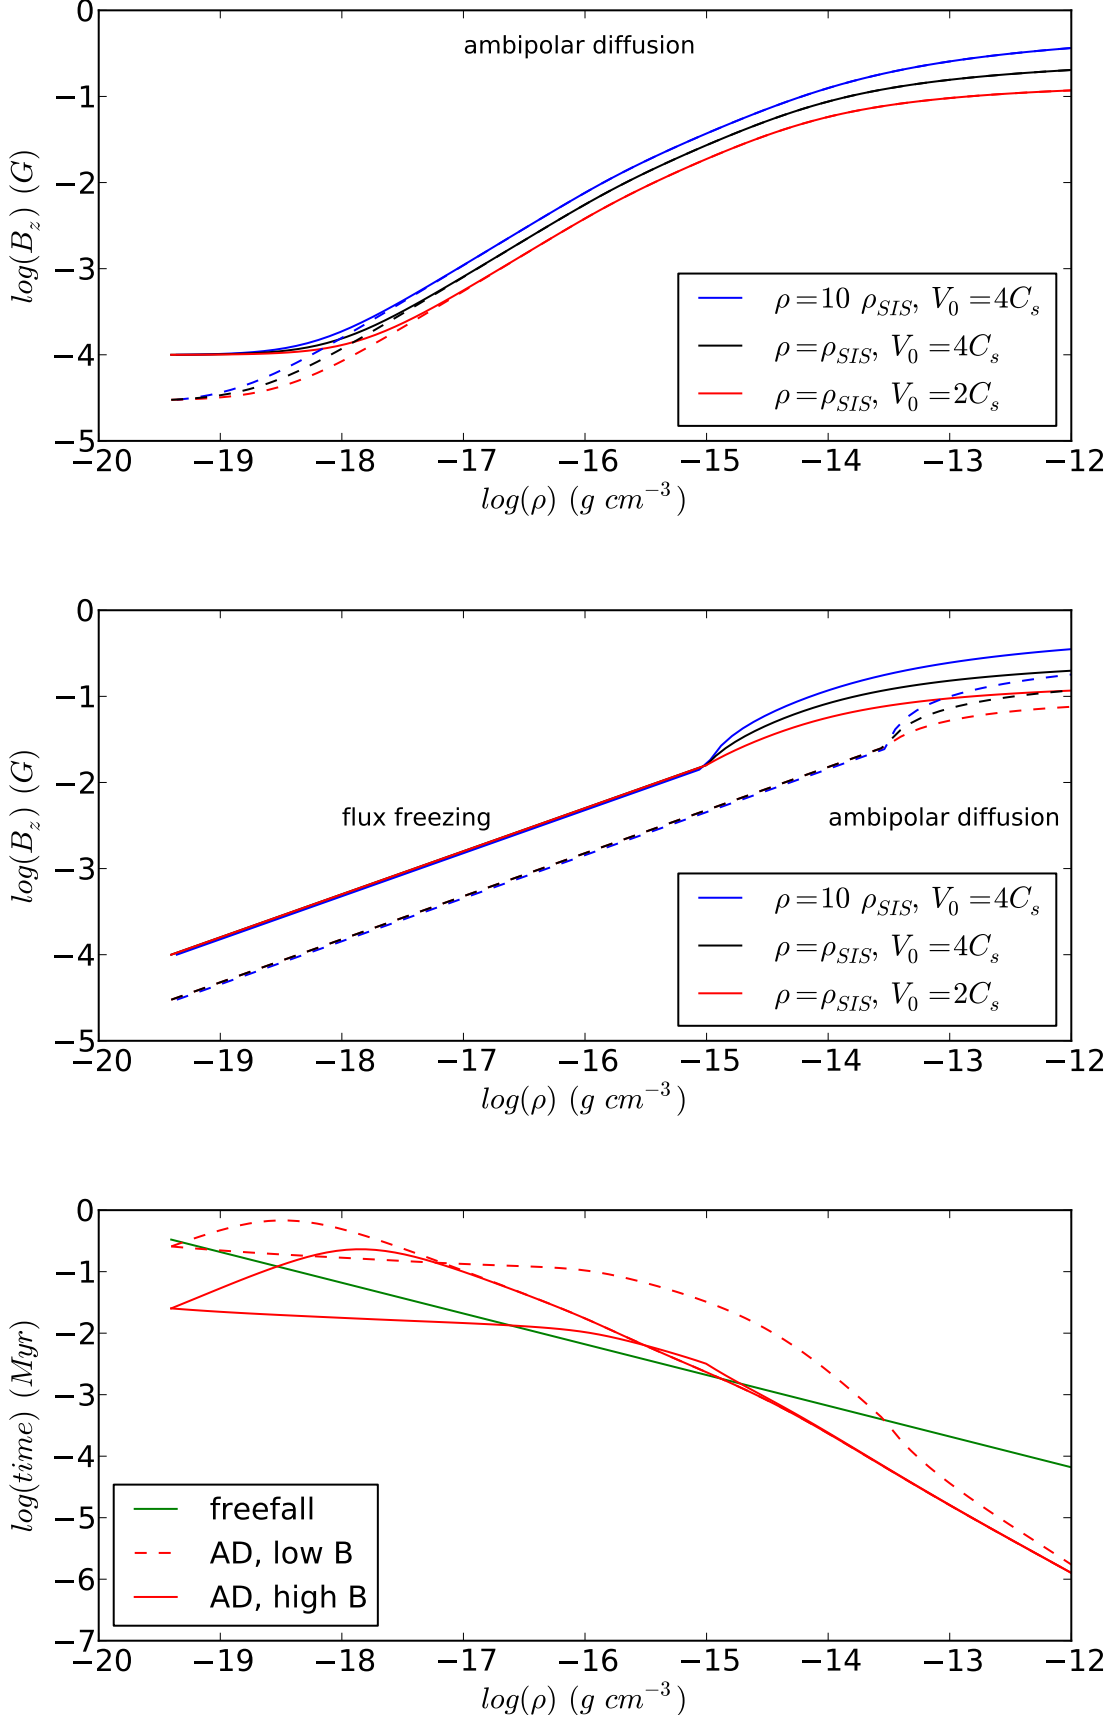 0
−1
−2
−3
−4
−5
log(B_z) (G)
ambipolar diffusion
ρ=10 ρ_SIS, V_0=4C_s
ρ=ρ_SIS, V_0=4C_s
ρ=ρ_SIS, V_0=2C_s
−20 −19 −18 −17 −16 −15 −14 −13 −12
log(ρ) (g cm^−3)
0
−1
−2
−3
−4
−5
log(B_z) (G)
flux freezing
ambipolar diffusion
ρ=10 ρ_SIS, V_0=4C_s
ρ=ρ_SIS, V_0=4C_s
ρ=ρ_SIS, V_0=2C_s
−20 −19 −18 −17 −16 −15 −14 −13 −12
log(ρ) (g cm^−3)
0
−1
−2
−3
−4
−5
−6
−7
log(time) (Myr)
freefall
AD, low B
AD, high B
−20 −19 −18 −17 −16 −15 −14 −13 −12
log(ρ) (g cm^−3)